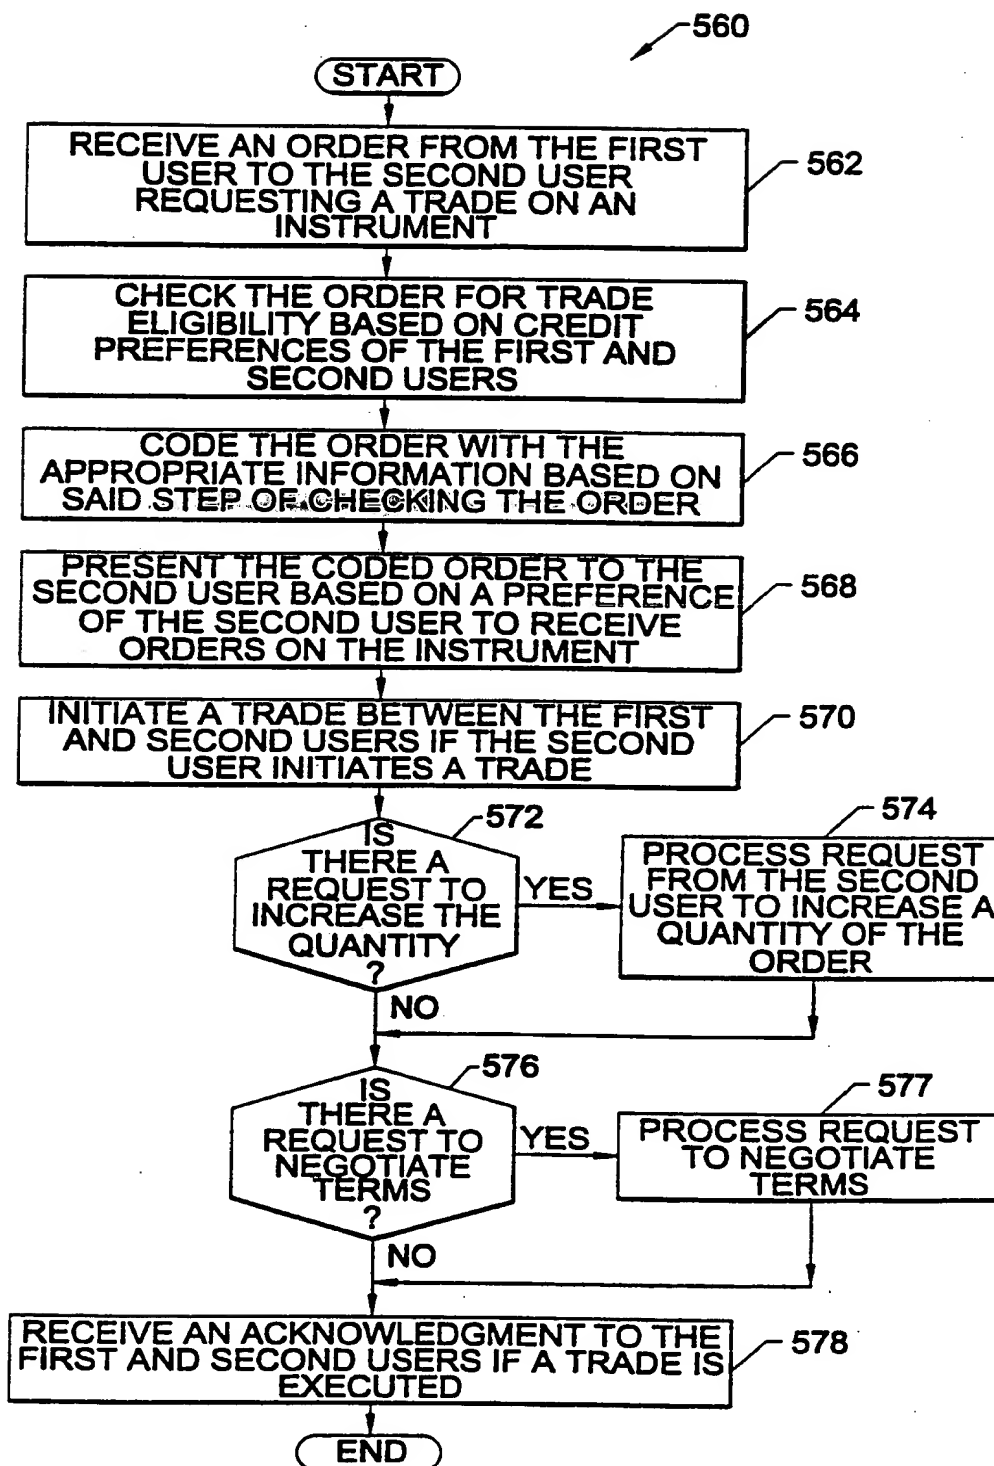 560
START
RECEIVE AN ORDER FROM THE FIRST
USER TO THE SECOND USER
REQUESTING A TRADE ON AN
INSTRUMENT
562
CHECK THE ORDER FOR TRADE
ELIGIBILITY BASED ON CREDIT
PREFERENCES OF THE FIRST AND
SECOND USERS
564
CODE THE ORDER WITH THE
APPROPRIATE INFORMATION BASED ON
SAID STEP OF CHECKING THE ORDER
566
PRESENT THE CODED ORDER TO THE
SECOND USER BASED ON A PREFERENCE
OF THE SECOND USER TO RECEIVE
ORDERS ON THE INSTRUMENT
568
INITIATE A TRADE BETWEEN THE FIRST
AND SECOND USERS IF THE SECOND
USER INITIATES A TRADE
570
572
IS
THERE A
REQUEST TO
INCREASE THE
QUANTITY
?
YES
NO
574
PROCESS REQUEST
FROM THE SECOND
USER TO INCREASE A
QUANTITY OF THE
ORDER
576
IS
THERE A
REQUEST TO
NEGOTIATE
TERMS
?
YES
NO
577
PROCESS REQUEST
TO NEGOTIATE
TERMS
RECEIVE AN ACKNOWLEDGMENT TO THE
FIRST AND SECOND USERS IF A TRADE IS
EXECUTED
578
END